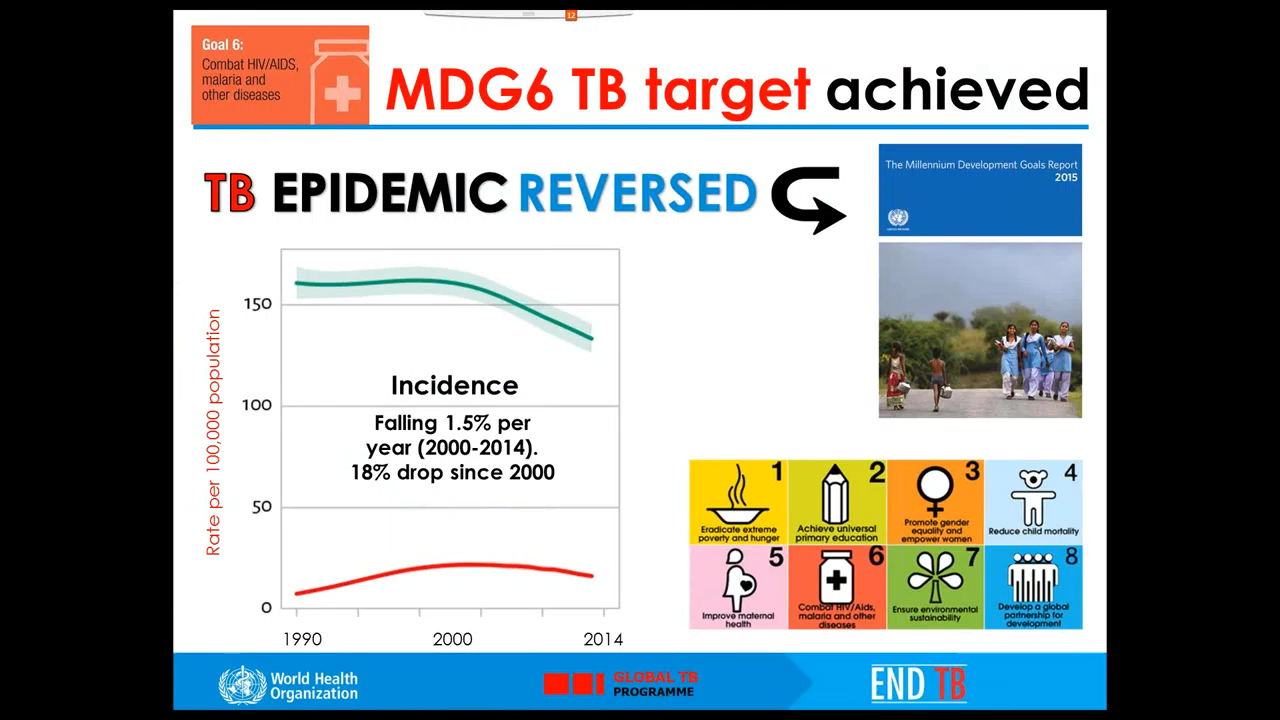 12
Goal 6:
Combat HIV/AIDS,
malaria and
other diseases
MDG6 TB target achieved
TB EPIDEMIC REVERSED
The Millennium Development Goals Report
2015
UNITED NATIONS
Rate per 100,000 population
150
100
50
0
1990
2000
2014
Incidence
Falling 1.5% per
year (2000-2014).
18% drop since 2000
1
Eradicate extreme
poverty and hunger
2
Achieve universal
primary education
3
Promote gender
equality and
empower women
4
Reduce child mortality
5
Improve maternal
health
6
Combat HIV/Aids,
malaria and other
diseases
7
Ensure environmental
sustainability
8
Develop a global
partnership for
development
World Health
Organization
GLOBAL TB
PROGRAMME
END TB